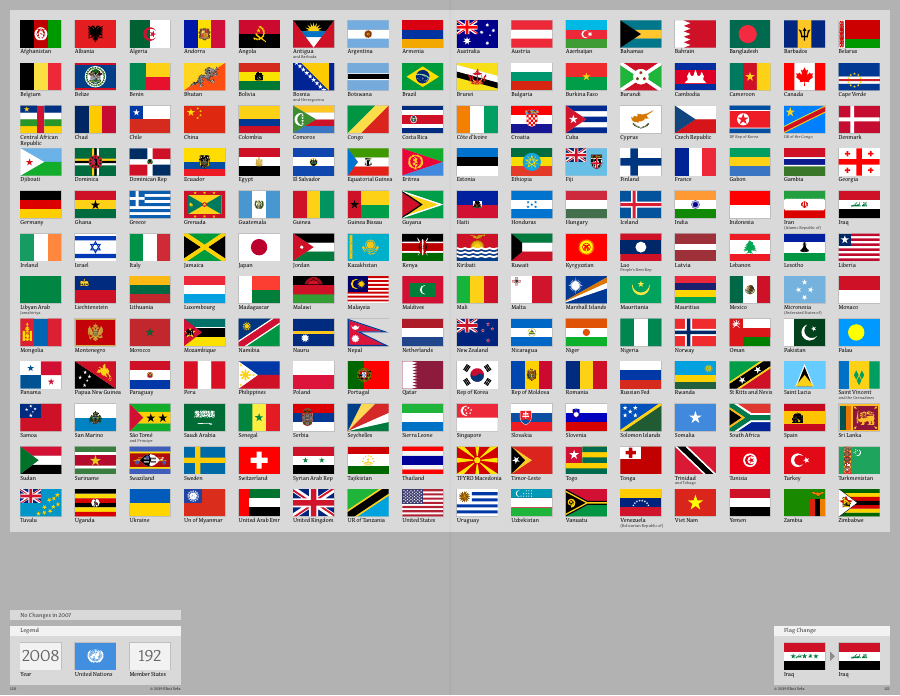 Afghanistan Albania Algeria Andorra Angola Antigua Argentina Armenia Australia Austria Azerbaijan Bahamas Bahrain Bangladesh Barbados Belarus
and Barbuda
Belgium Belize Benin Bhutan Bolivia Bosnia Botswana Brazil Brunei Bulgaria Burkina Faso Burundi Cambodia Cameroon Canada Cape Verde
and Herzegovina
Central African Chad Chile China Colombia Comoros Congo Costa Rica Côte d'Ivoire Croatia Cuba Cyprus Czech Republic DP Rep of Korea DR of the Congo Denmark
Republic
Djibouti Dominica Dominican Rep Ecuador Egypt El Salvador Equatorial Guinea Eritrea Estonia Ethiopia Fiji Finland France Gabon Gambia Georgia
Germany Ghana Greece Grenada Guatemala Guinea Guinea Bissau Guyana Haiti Honduras Hungary Iceland India Indonesia Iran Iraq
(Islamic Republic of)
Ireland Israel Italy Jamaica Japan Jordan Kazakhstan Kenya Kiribati Kuwait Kyrgyzstan Lao Latvia Lebanon Lesotho Liberia
People's Dem Rep
Libyan Arab Liechtenstein Lithuania Luxembourg Madagascar Malawi Malaysia Maldives Mali Malta Marshall Islands Mauritania Mauritius Mexico Micronesia Monaco
Jamahiriya (Federated States of)
Mongolia Montenegro Morocco Mozambique Namibia Nauru Nepal Netherlands New Zealand Nicaragua Niger Nigeria Norway Oman Pakistan Palau
Panama Papua New Guinea Paraguay Peru Philippines Poland Portugal Qatar Rep of Korea Rep of Moldova Romania Russian Fed Rwanda St Kitts and Nevis Saint Lucia Saint Vincent
and the Grenadines
Samoa San Marino São Tomé Saudi Arabia Senegal Serbia Seychelles Sierra Leone Singapore Slovakia Slovenia Solomon Islands Somalia South Africa Spain Sri Lanka
and Principe
Sudan Suriname Swaziland Sweden Switzerland Syrian Arab Rep Tajikistan Thailand TFYRO Macedonia Timor-Leste Togo Tonga Trinidad Tunisia Turkey Turkmenistan
and Tobago
Tuvalu Uganda Ukraine Un of Myanmar United Arab Emr United Kingdom UR of Tanzania United States Uruguay Uzbekistan Vanuatu Venezuela Viet Nam Yemen Zambia Zimbabwe
(Bolivarian Republic of)
No Changes in 2007
Legend
2008 192
Year United Nations Member States
Flag Change
Iraq Iraq